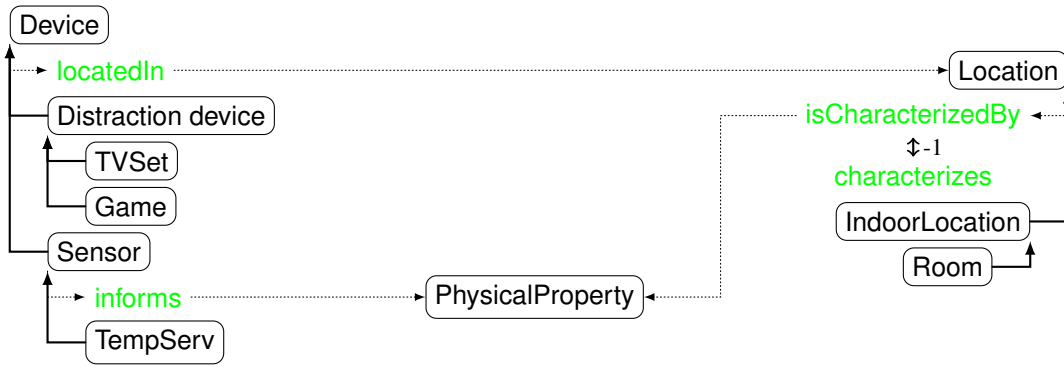 Device
locatedIn
Location
Distraction device
isCharacterizedBy
TVSet
⇕-1
characterizes
Game
IndoorLocation
Sensor
Room
informs
PhysicalProperty
TempServ